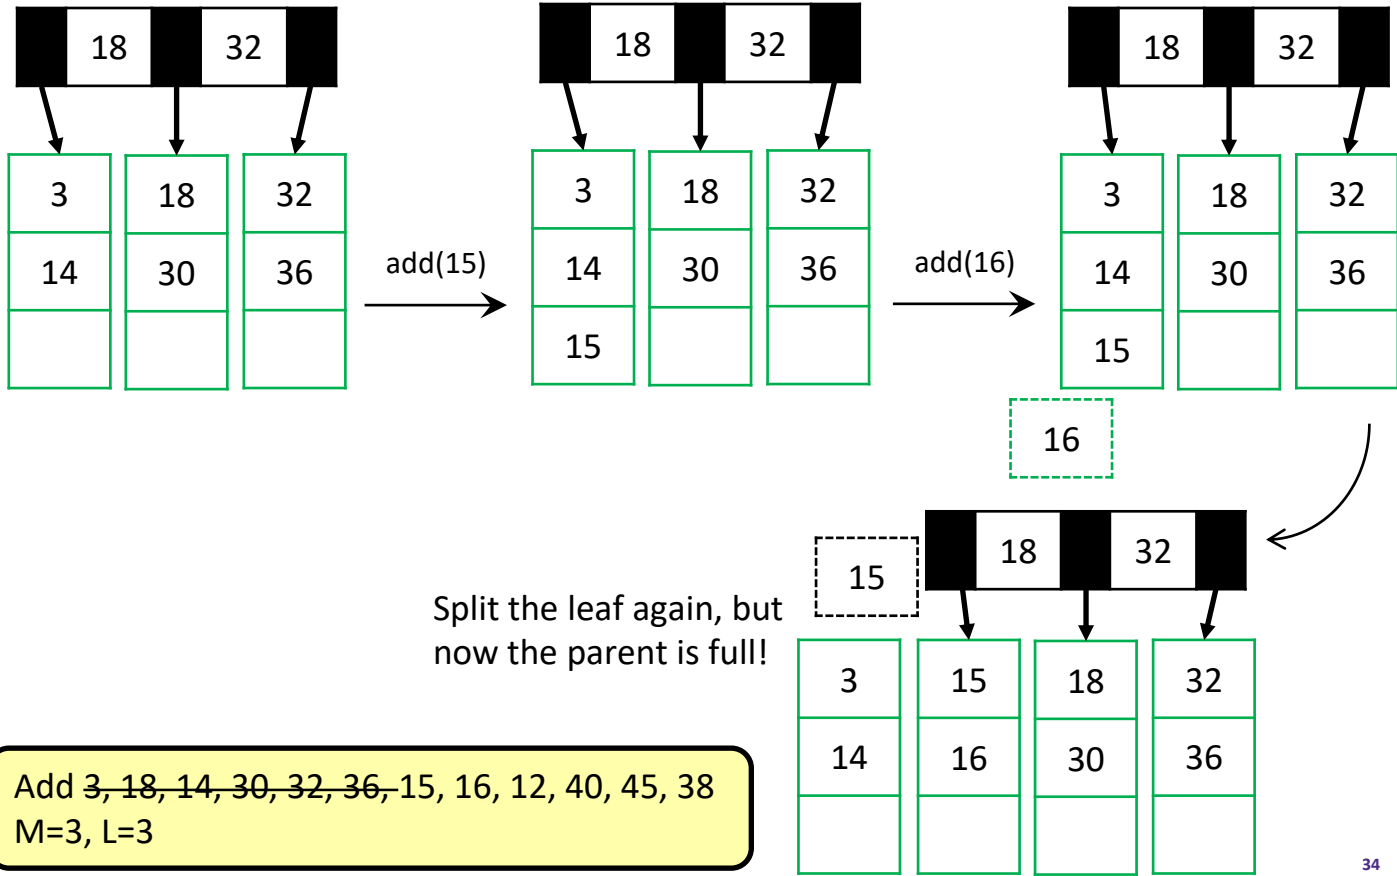 18 32
3 18 32
14 30 36
add(15)
18 32
3 18 32
14 30 36
15
add(16)
18 32
3 18 32
14 30 36
15
16
15
18 32
3 15 18 32
14 16 30 36
Split the leaf again, but
now the parent is full!
Add 3, 18, 14, 30, 32, 36, 15, 16, 12, 40, 45, 38
M=3, L=3
34